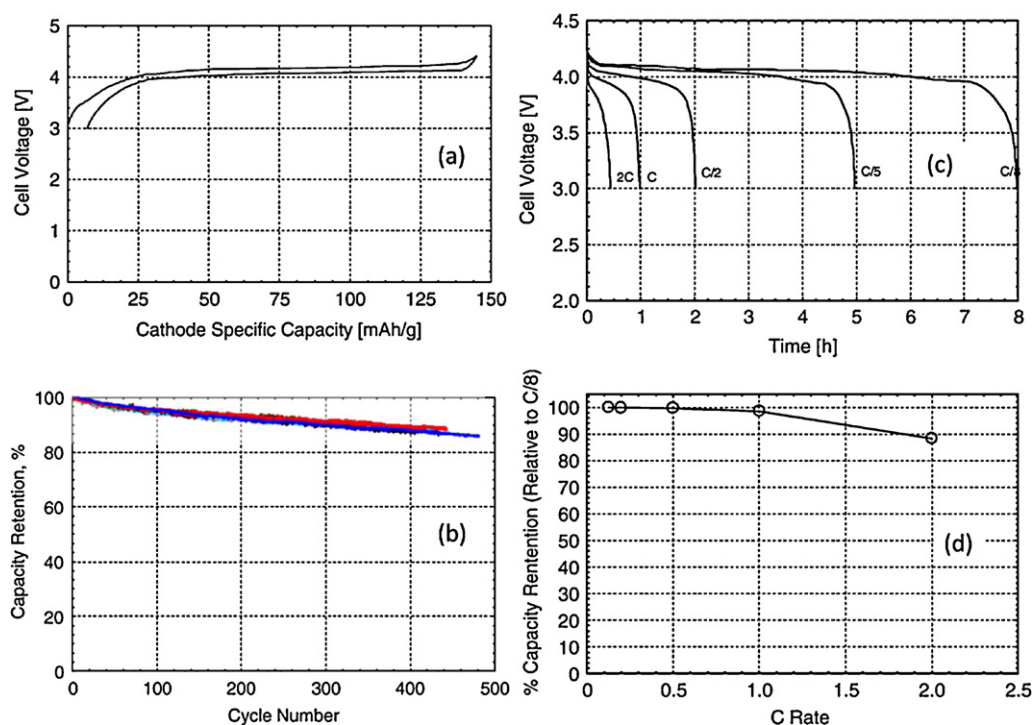 5
4
3
2
1
0
Cell Voltage [V]
(a)
0 25 50 75 100 125 150
Cathode Specific Capacity [mAh/g]
4.5
4.0
3.5
3.0
2.5
2.0
Cell Voltage [V]
(c)
2C C C/2 C/5
0 1 2 3 4 5 6 7 8
Time [h]
100
80
60
40
20
0
Capacity Retention, %
(b)
0 100 200 300 400 500
Cycle Number
100
90
80
70
60
50
40
30
20
10
0
% Capacity Rentention (Relative to C/8)
(d)
0 0.5 1.0 1.5 2.0 2.5
C Rate